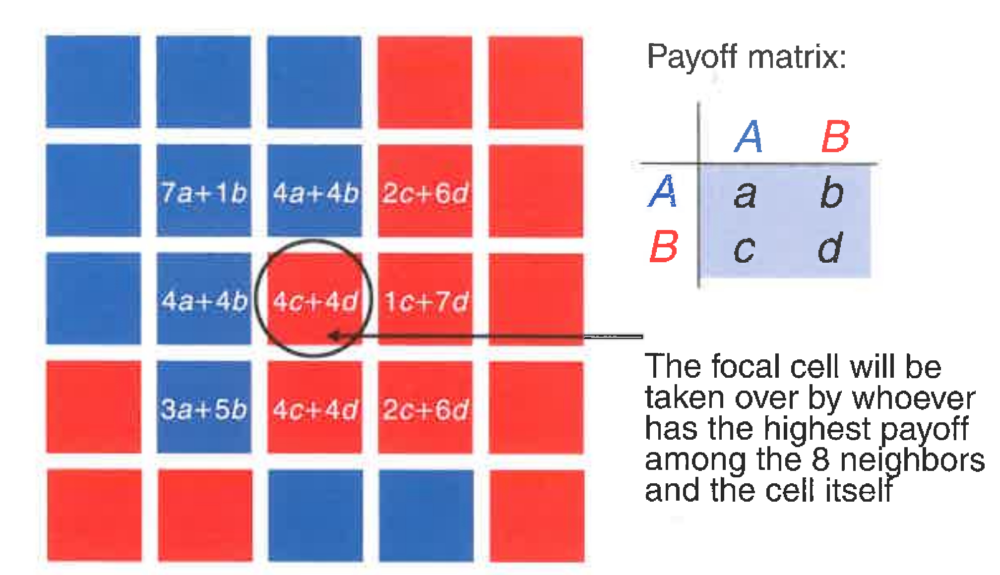 Payoff matrix:
A B
A a b
B c d
7a+1b 4a+4b 2c+6d
4a+4b 4c+4d 1c+7d
3a+5b 4c+4d 2c+6d
The focal cell will be
taken over by whoever
has the highest payoff
among the 8 neighbors
and the cell itself